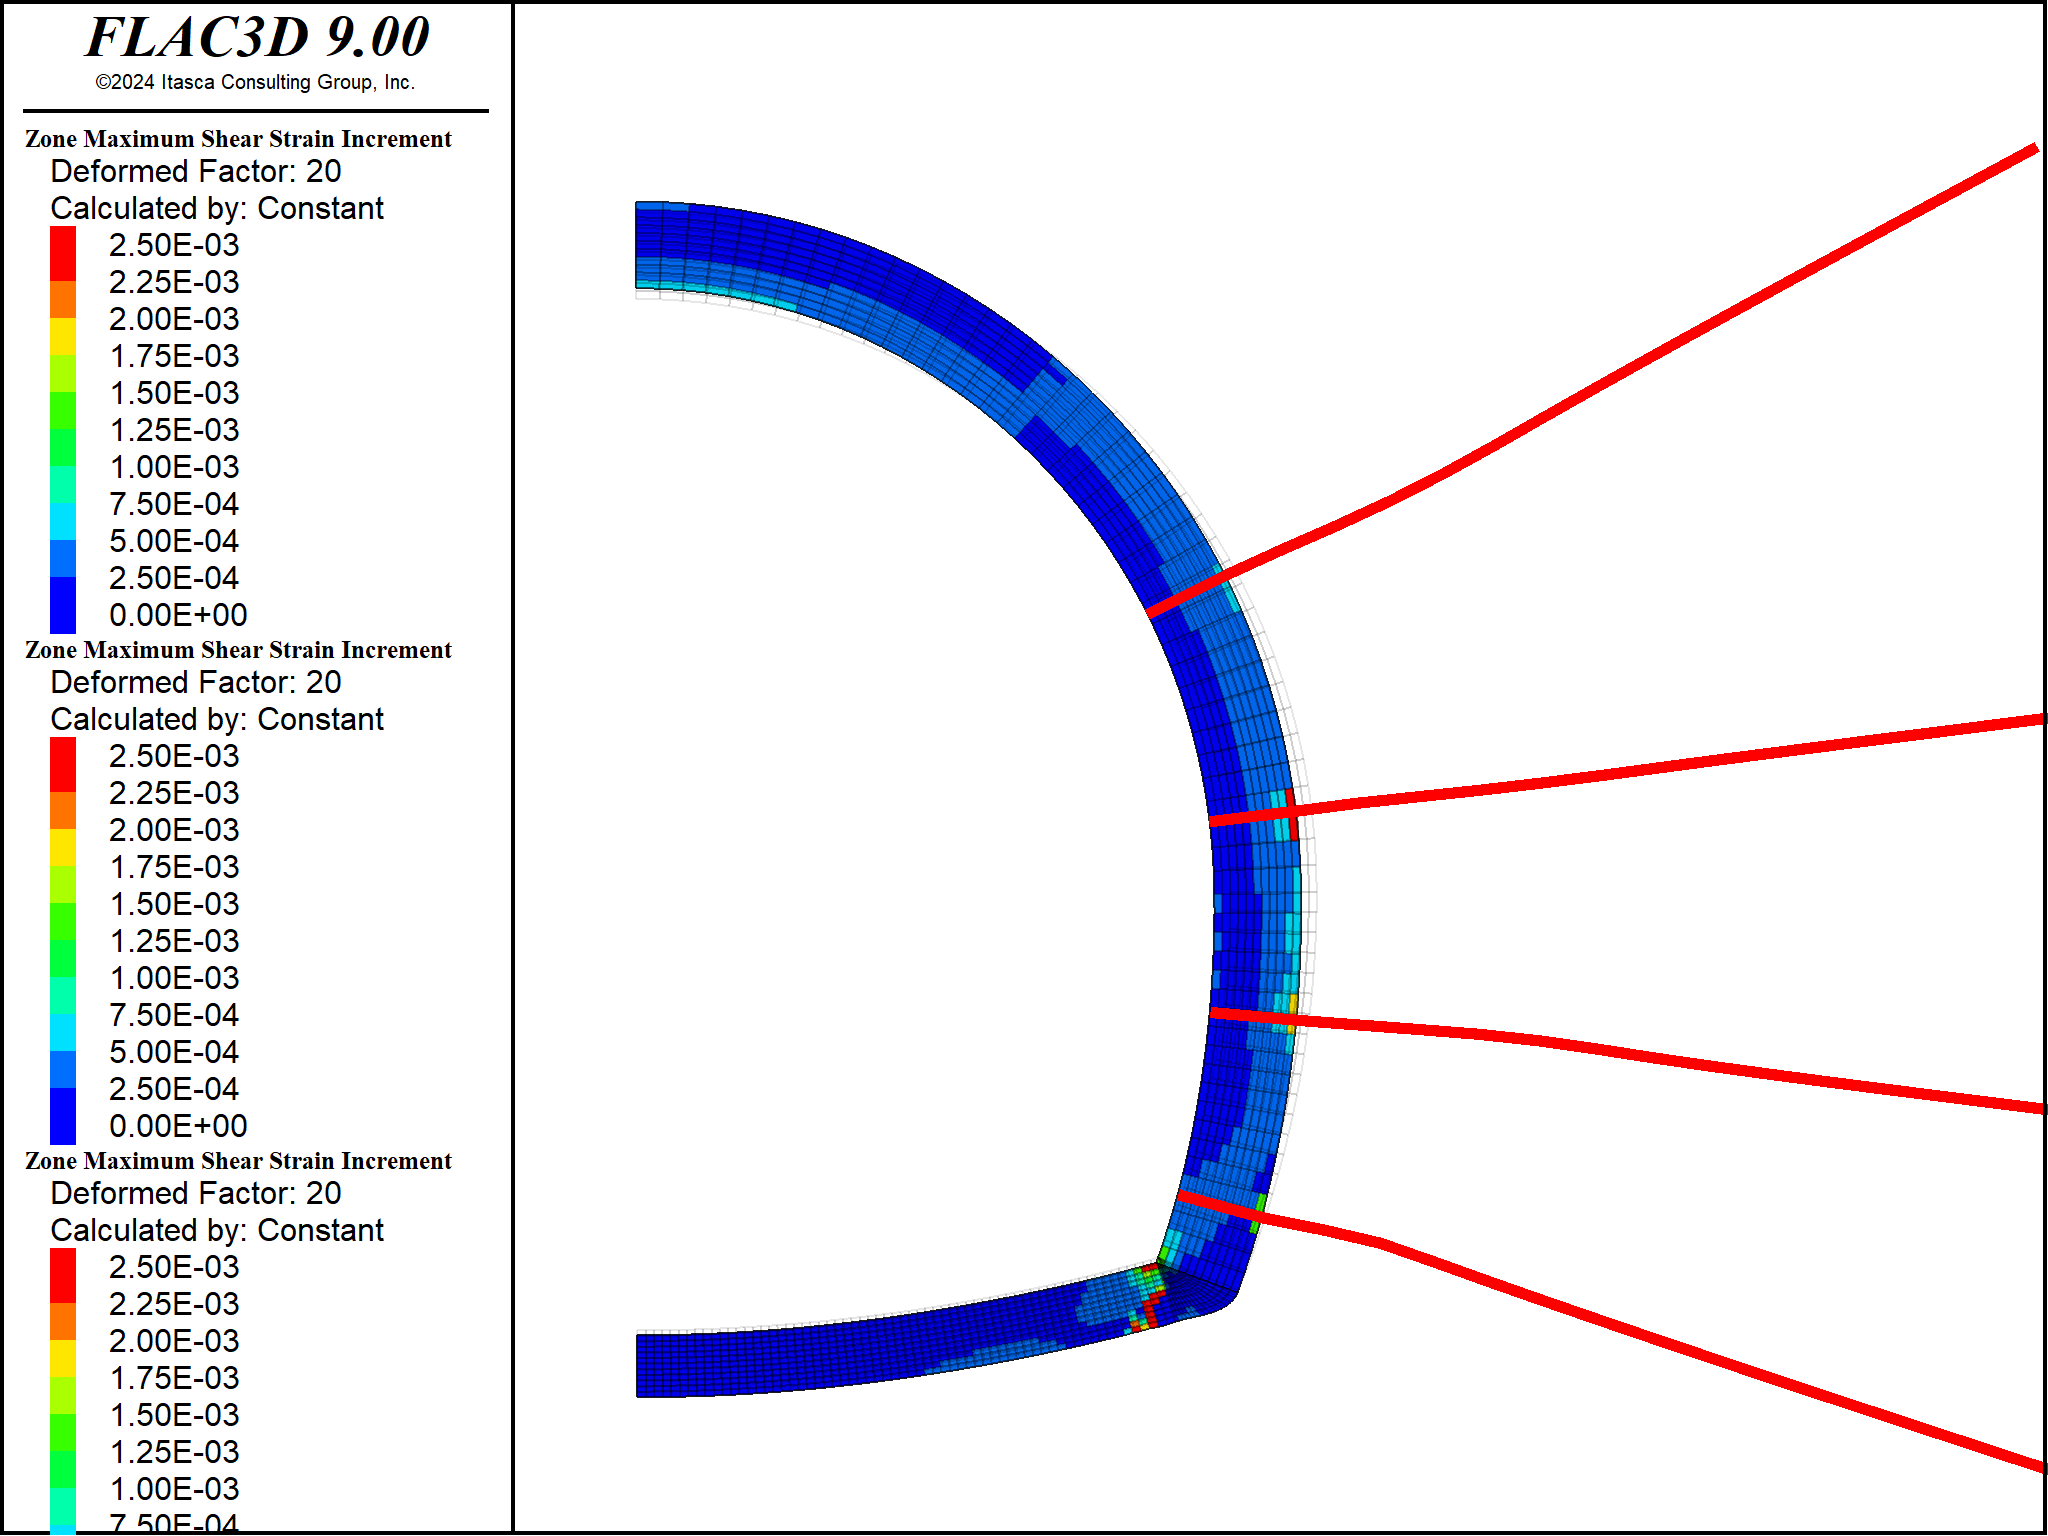 FLAC3D 9.00
©2024 Itasca Consulting Group, Inc.
Zone Maximum Shear Strain Increment
Deformed Factor: 20
Calculated by: Constant
2.50E-03
2.25E-03
2.00E-03
1.75E-03
1.50E-03
1.25E-03
1.00E-03
7.50E-04
5.00E-04
2.50E-04
0.00E+00
Zone Maximum Shear Strain Increment
Deformed Factor: 20
Calculated by: Constant
2.50E-03
2.25E-03
2.00E-03
1.75E-03
1.50E-03
1.25E-03
1.00E-03
7.50E-04
5.00E-04
2.50E-04
0.00E+00
Zone Maximum Shear Strain Increment
Deformed Factor: 20
Calculated by: Constant
2.50E-03
2.25E-03
2.00E-03
1.75E-03
1.50E-03
1.25E-03
1.00E-03
7.50E-04